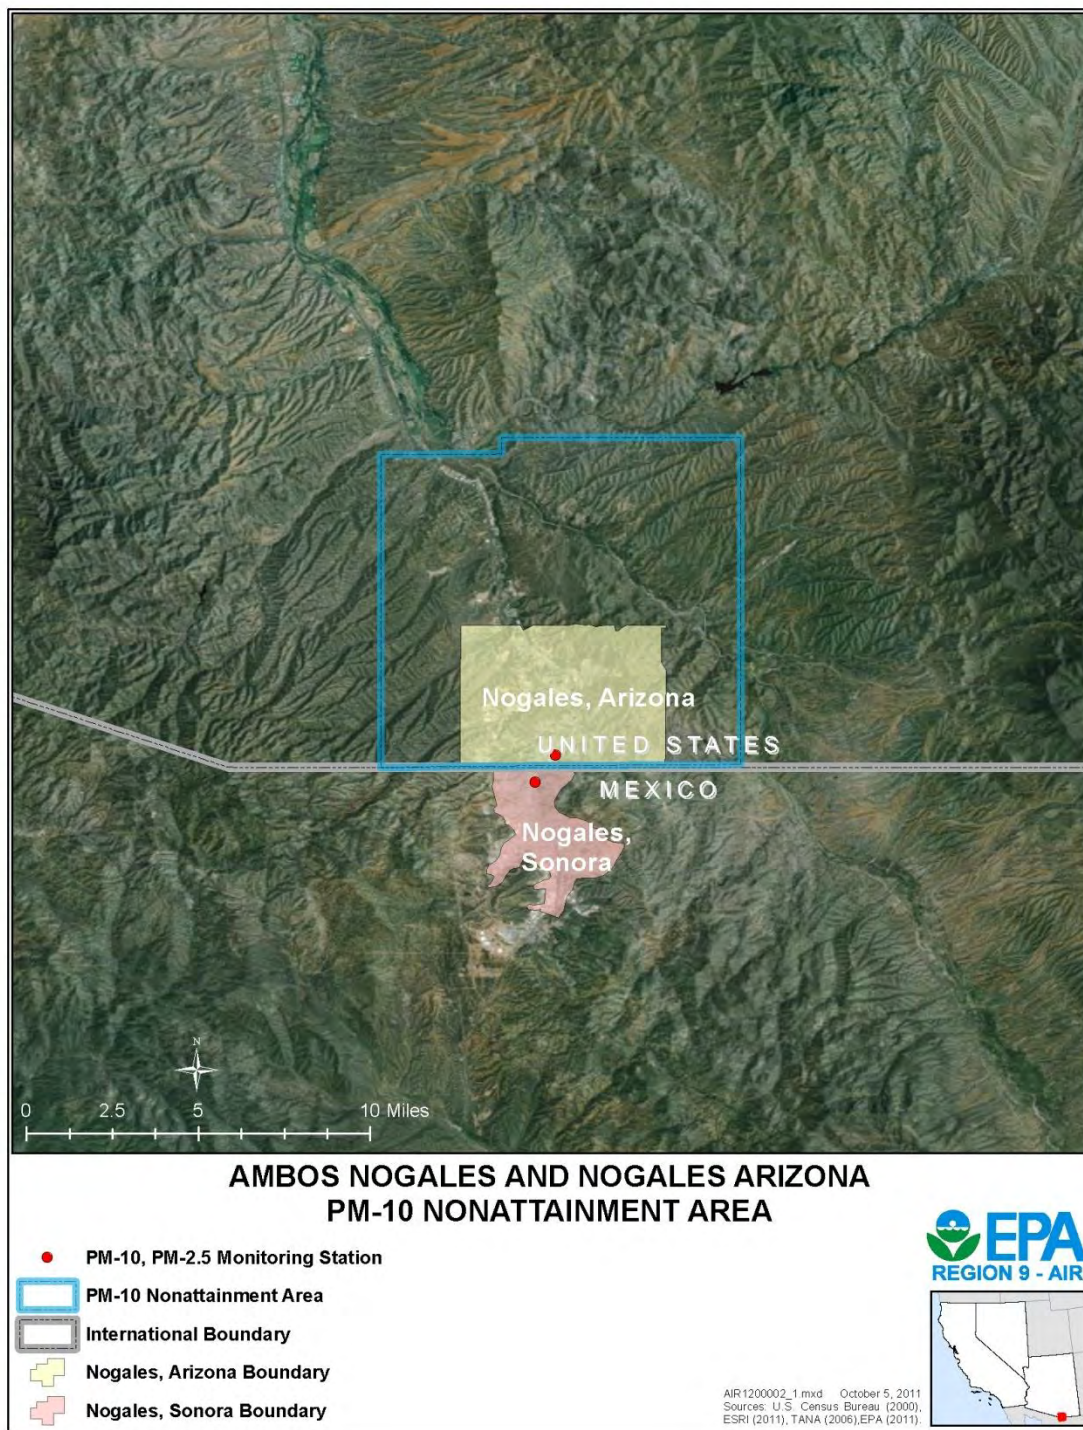 Nogales, Arizona
UNITED STATES
MEXICO
Nogales,
Sonora
N
0 2.5 5 10 Miles
AMBOS NOGALES AND NOGALES ARIZONA
PM-10 NONATTAINMENT AREA
PM-10, PM-2.5 Monitoring Station
PM-10 Nonattainment Area
International Boundary
Nogales, Arizona Boundary
Nogales, Sonora Boundary
EPA
REGION 9 - AIR
AIR1200002_1.mxd October 5, 2011
Sources: U.S. Census Bureau (2000),
ESRI (2011), TANA (2006),EPA (2011).